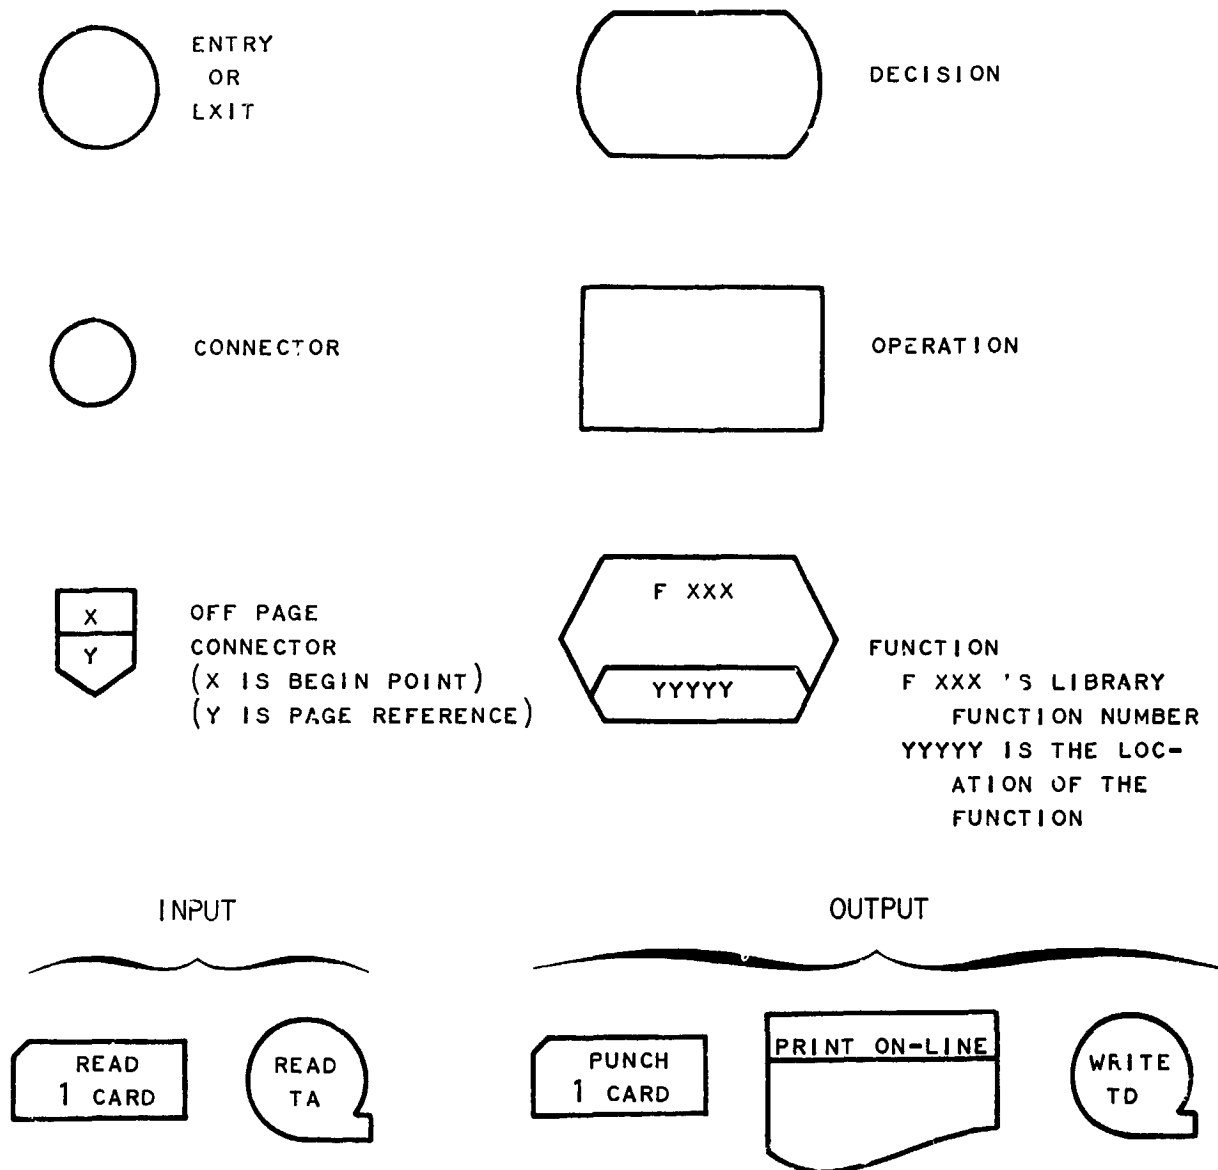 ENTRY
OR
LXIT
DECISION
CONNECTOR
OPERATION
X
Y
OFF PAGE
CONNECTOR
(X IS BEGIN POINT)
(Y IS PAGE REFERENCE)
F XXX
YYYYY
FUNCTION
F XXX 'S LIBRARY
FUNCTION NUMBER
YYYYY IS THE LOC-
ATION OF THE
FUNCTION
INPUT
OUTPUT
READ
1 CARD
READ
TA
PUNCH
1 CARD
PRINT ON-LINE
WRITE
TD